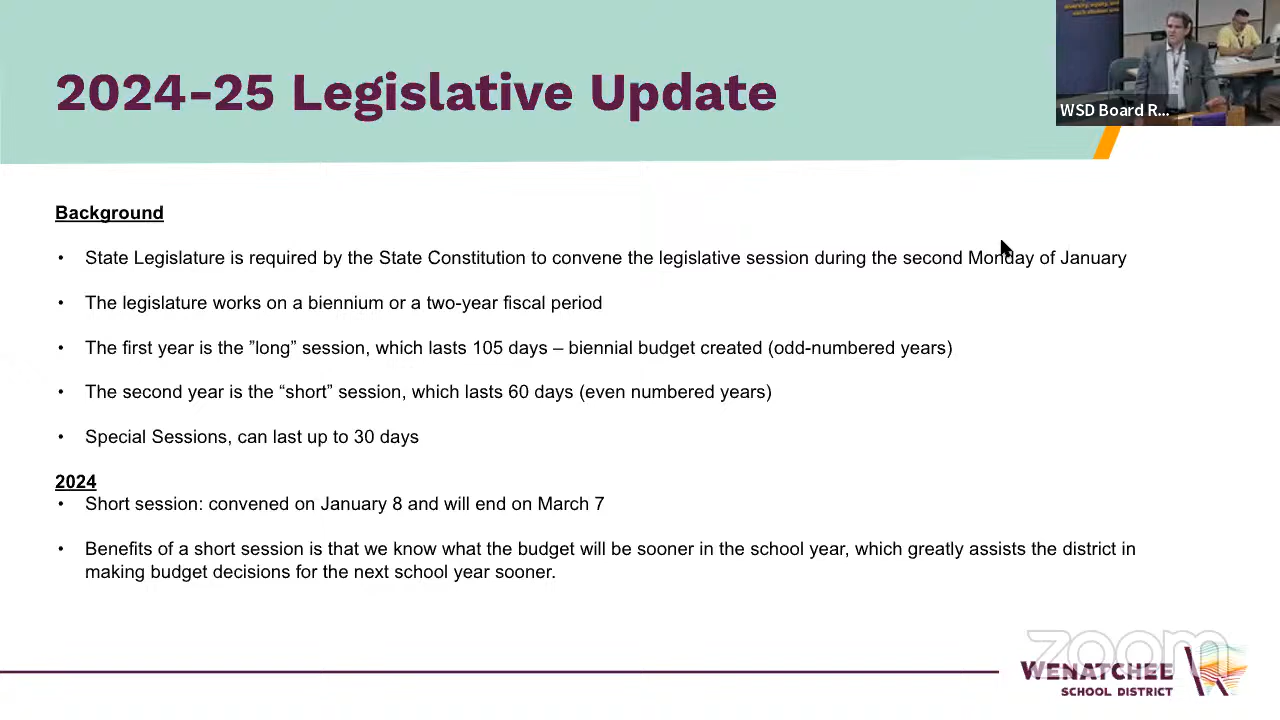 2024-25 Legislative Update
WSD Board R...
Background
• State Legislature is required by the State Constitution to convene the legislative session during the second Monday of January
• The legislature works on a biennium or a two-year fiscal period
• The first year is the ”long” session, which lasts 105 days – biennial budget created (odd-numbered years)
• The second year is the “short” session, which lasts 60 days (even numbered years)
• Special Sessions, can last up to 30 days
2024
• Short session: convened on January 8 and will end on March 7
• Benefits of a short session is that we know what the budget will be sooner in the school year, which greatly assists the district in
making budget decisions for the next school year sooner.
zoom
WENATCHEE
SCHOOL DISTRICT